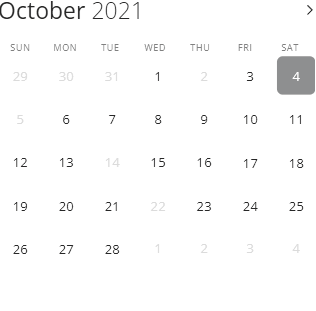 October 2021
SUN MON TUE WED THU FRI SAT
29 30 31 1 2 3 4
5 6 7 8 9 10 11
12 13 14 15 16 17 18
19 20 21 22 23 24 25
26 27 28 1 2 3 4